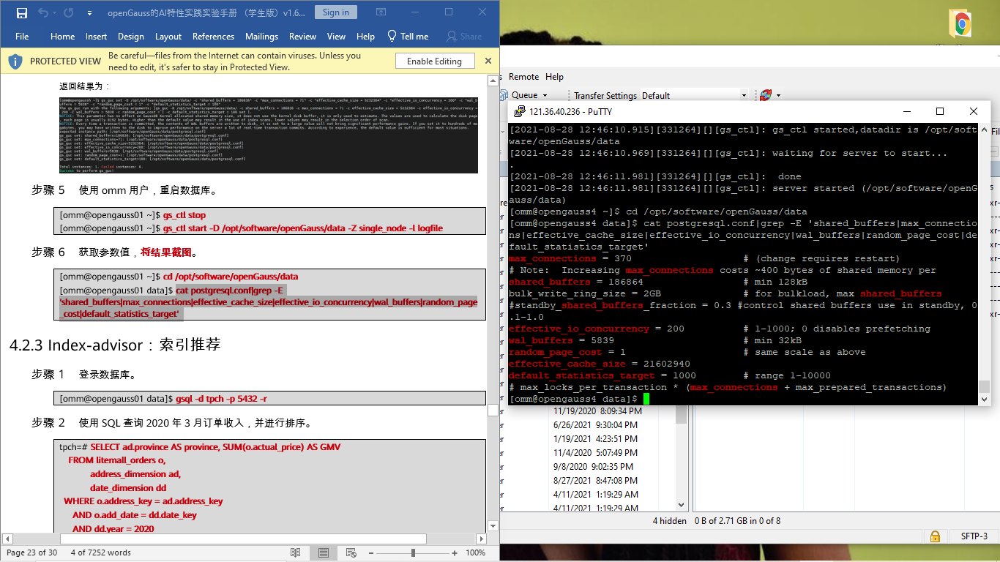 openGauss的AI特性实践实验手册 （学生版）v1.6...
Sign in
File Home Insert Design Layout References Mailings Review View Help Tell me Share
PROTECTED VIEW
Be careful—files from the Internet can contain viruses. Unless you
need to edit, it's safer to stay in Protected View.
Enable Editing
返回结果为：
步骤 5 使用 omm 用户，重启数据库。
[omm@opengauss01 ~]$ gs_ctl stop
[omm@opengauss01 ~]$ gs_ctl start -D /opt/software/openGauss/data -Z single_node -l logfile
步骤 6 获取参数值，将结果截图。
[omm@opengauss01 ~]$ cd /opt/software/openGauss/data
[omm@opengauss01 data]$ cat postgresql.conf|grep -E
'shared_buffers|max_connections|effective_cache_size|effective_io_concurrency|wal_buffers|random_page
_cost|default_statistics_target'
4.2.3 Index-advisor：索引推荐
步骤 1 登录数据库。
[omm@opengauss01 data]$ gsql -d tpch -p 5432 -r
步骤 2 使用 SQL 查询 2020 年 3 月订单收入，并进行排序。
tpch=# SELECT ad.province AS province, SUM(o.actual_price) AS GMV
FROM litemall_orders o,
address_dimension ad,
date_dimension dd
WHERE o.address_key = ad.address_key
AND o.add_date = dd.date_key
AND dd.year = 2020
Page 23 of 30 4 of 7252 words
100%
Remote Help
Queue
Transfer Settings Default
121.36.40.236 - PuTTY
[2021-08-28 12:46:10.915][331264][][gs_ctl]: gs_ctl started,datadir is /opt/soft
ware/openGauss/data
[2021-08-28 12:46:10.969][331264][][gs_ctl]: waiting for server to start...
.
[2021-08-28 12:46:11.981][331264][][gs_ctl]:  done
[2021-08-28 12:46:11.981][331264][][gs_ctl]: server started (/opt/software/openG
auss/data)
[omm@opengauss4 ~]$ cd /opt/software/openGauss/data
[omm@opengauss4 data]$ cat postgresql.conf|grep -E 'shared_buffers|max_connectio
ns|effective_cache_size|effective_io_concurrency|wal_buffers|random_page_cost|de
fault_statistics_target'
max_connections = 370 # (change requires restart)
# Note:  Increasing max_connections costs ~400 bytes of shared memory per
shared_buffers = 186864 # min 128kB
bulk_write_ring_size = 2GB # for bulkload, max shared_buffers
#standby_shared_buffers_fraction = 0.3 #control shared buffers use in standby, 0
.1-1.0
effective_io_concurrency = 200 # 1-1000; 0 disables prefetching
wal_buffers = 5839 # min 32kB
random_page_cost = 1 # same scale as above
effective_cache_size = 21602940
default_statistics_target = 1000 # range 1-10000
# max_locks_per_transaction * (max_connections + max_prepared_transactions)
[omm@opengauss4 data]$
11/19/2020 8:09:34 PM
6/26/2021 9:30:04 PM
1/19/2021 4:23:51 PM
11/4/2020 5:07:49 PM
9/8/2020 9:02:35 PM
8/27/2021 8:47:08 PM
4/11/2021 1:19:29 AM
4/11/2021 1:19:29 AM
4 hidden 0 B of 2.71 GB in 0 of 8
SFTP-3